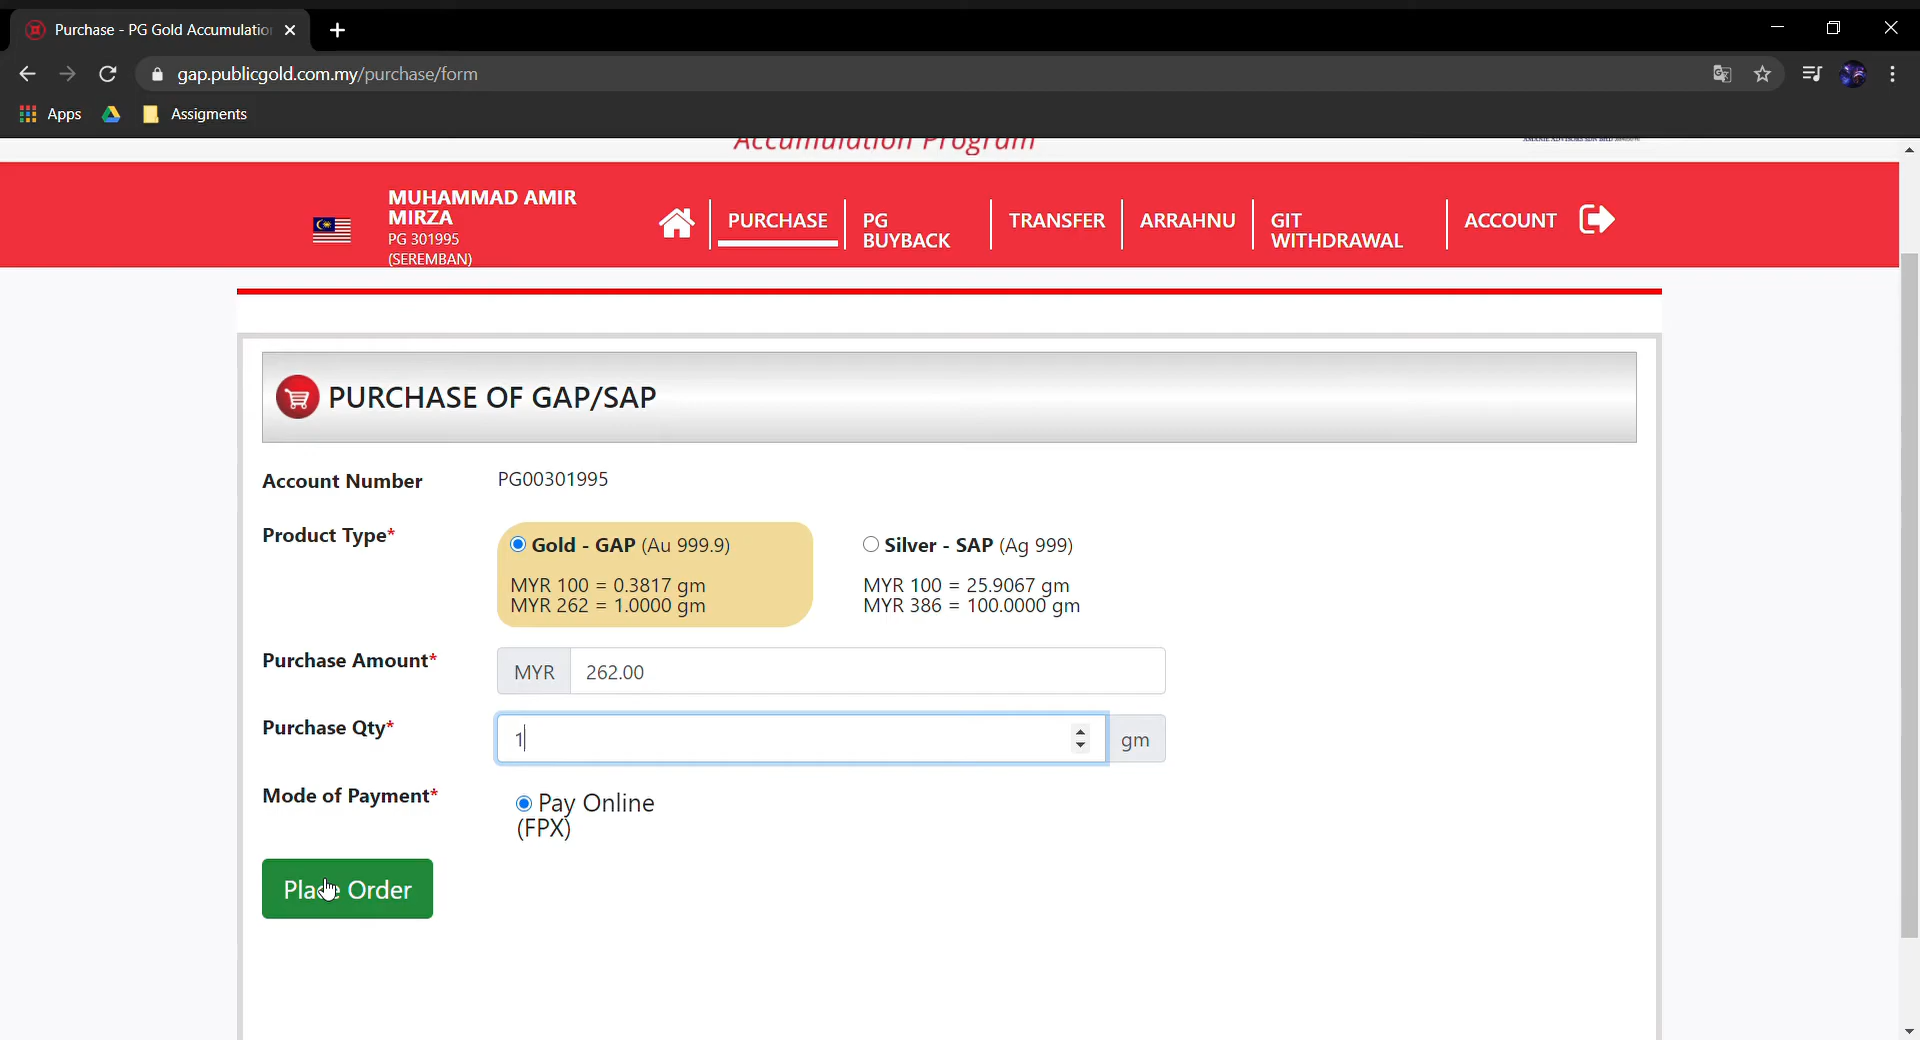 Purchase - PG Gold Accumulation
gap.publicgold.com.my/purchase/form
Apps
Assigments
Accumulation Program
MUHAMMAD AMIR
MIRZA
PG 301995
(SEREMBAN)
PURCHASE
PG
BUYBACK
TRANSFER
ARRAHNU
GIT
WITHDRAWAL
ACCOUNT
PURCHASE OF GAP/SAP
Account Number
PG00301995
Product Type*
Gold - GAP (Au 999.9)
MYR 100 = 0.3817 gm
MYR 262 = 1.0000 gm
Silver - SAP (Ag 999)
MYR 100 = 25.9067 gm
MYR 386 = 100.0000 gm
Purchase Amount*
MYR 262.00
Purchase Qty*
1 gm
Mode of Payment*
Pay Online
(FPX)
Place Order